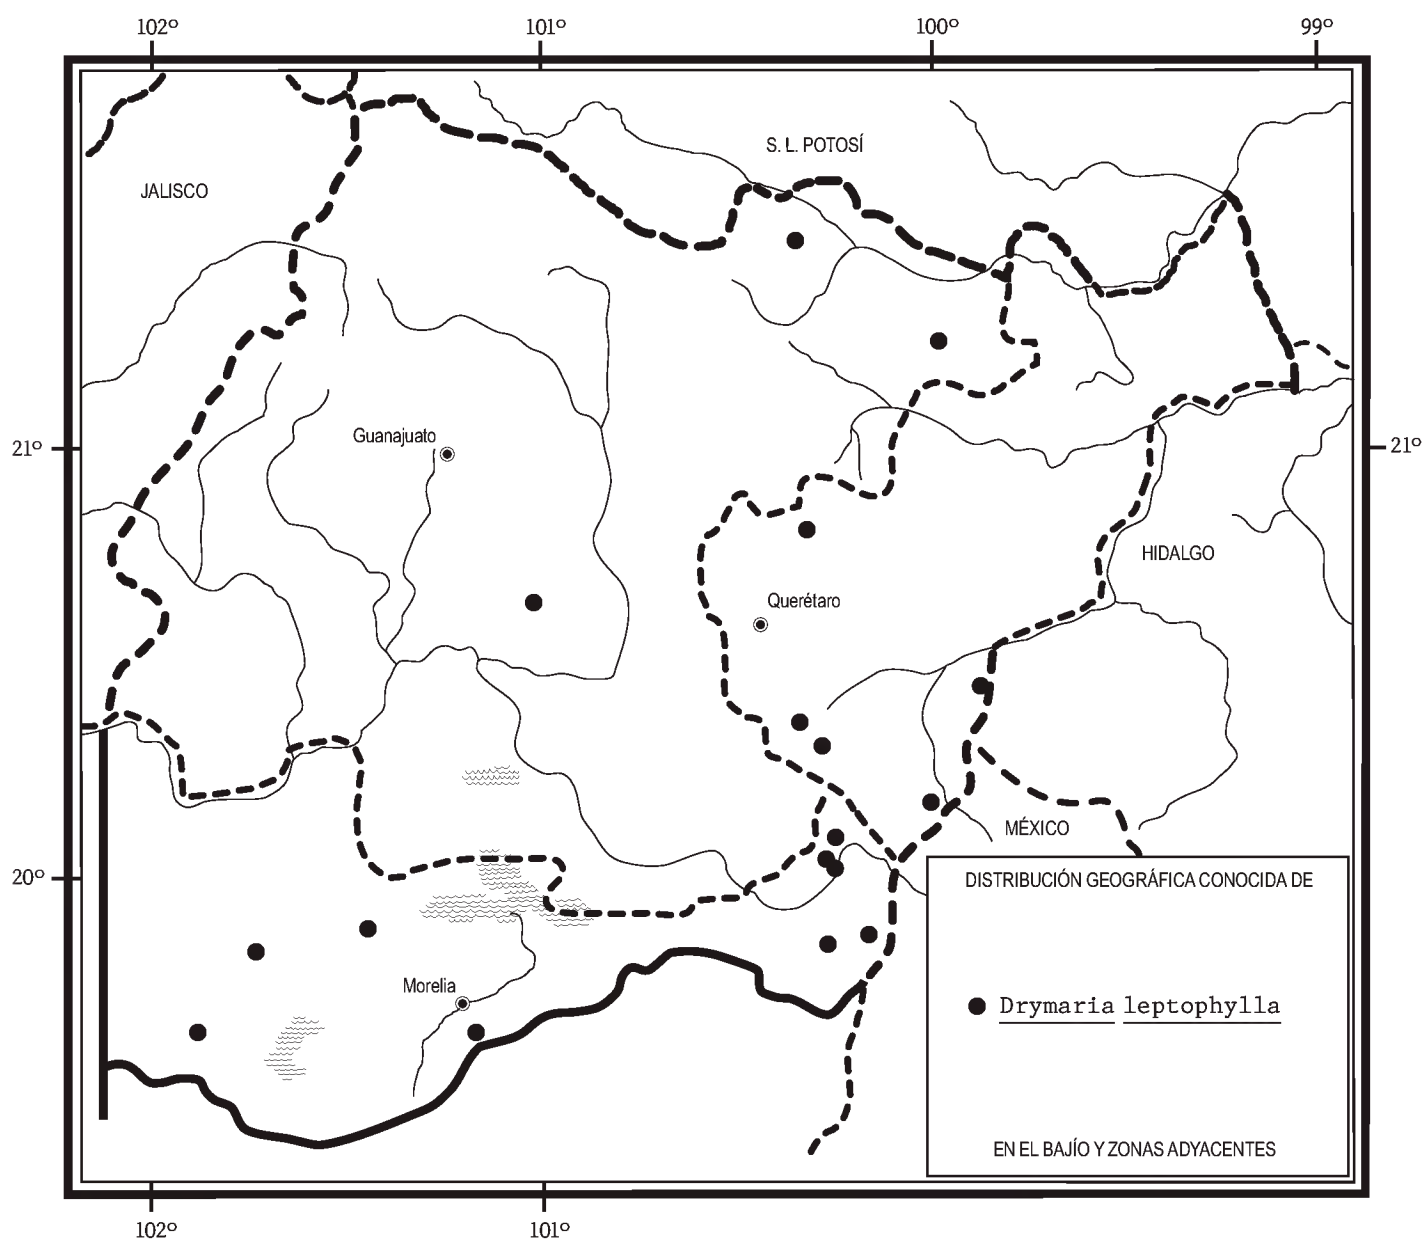 102º 101º 100º 99º
S. L. POTOSÍ
JALISCO
Guanajuato
21º 21º
HIDALGO
Querétaro
MÉXICO
20º
DISTRIBUCIÓN GEOGRÁFICA CONOCIDA DE
Morelia
Drymaria leptophylla
EN EL BAJÍO Y ZONAS ADYACENTES
102º 101º